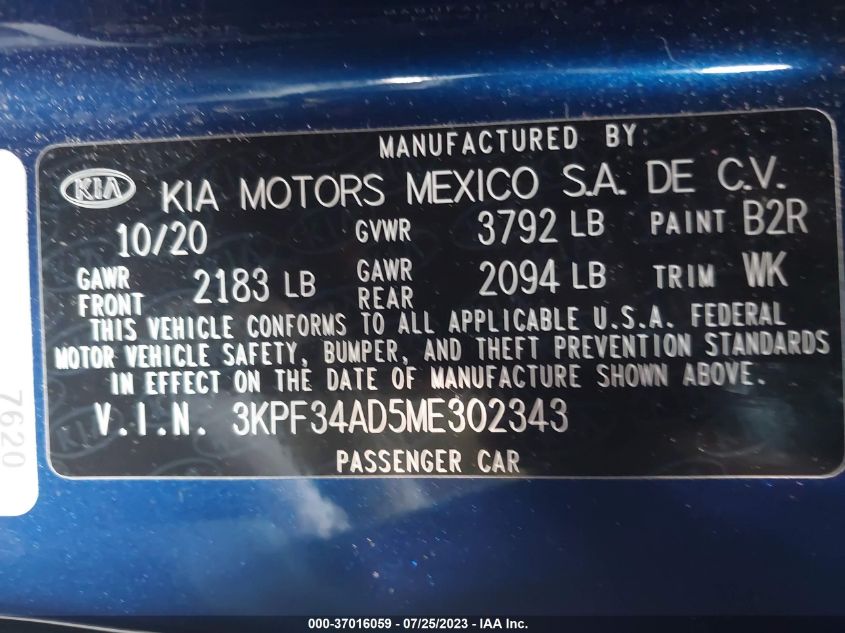 MANUFACTURED BY:
KIA KIA MOTORS MEXICO S.A. DE C.V.
10/20 GVWR 3792 LB PAINT B2R
GAWR FRONT 2183 LB GAWR REAR 2094 LB TRIM WK
THIS VEHICLE CONFORMS TO ALL APPLICABLE U.S.A. FEDERAL
MOTOR VEHICLE SAFETY, BUMPER, AND THEFT PREVENTION STANDARDS
IN EFFECT ON THE DATE OF MANUFACTURE SHOWN ABOVE.
V.I.N. 3KPF34AD5ME302343
PASSENGER CAR
7620
000-37016059 - 07/25/2023 - IAA Inc.